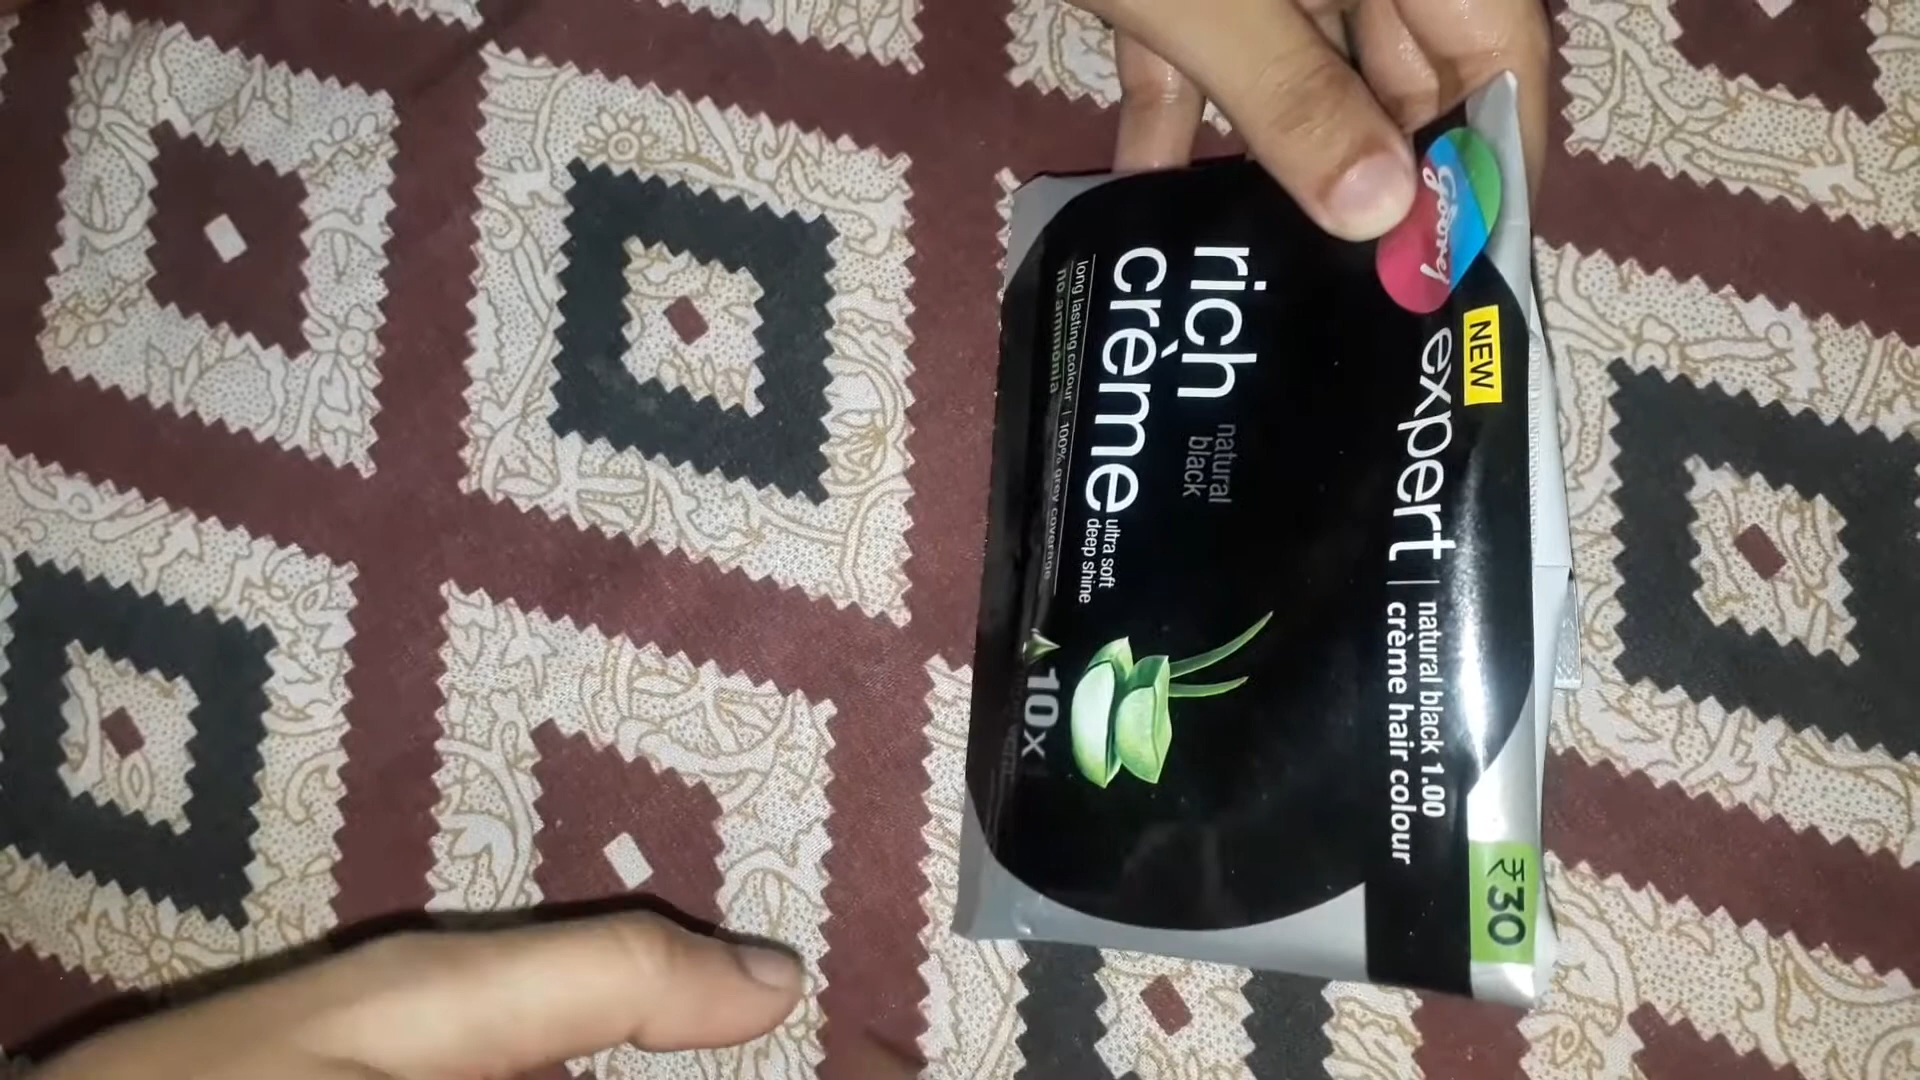 Godrej
NEW
expert
natural black 1.00
crème hair colour
₹30
rich
natural
black
crème
ultra soft
deep shine
long lasting colour | 100% grey coverage
no ammonia
10x